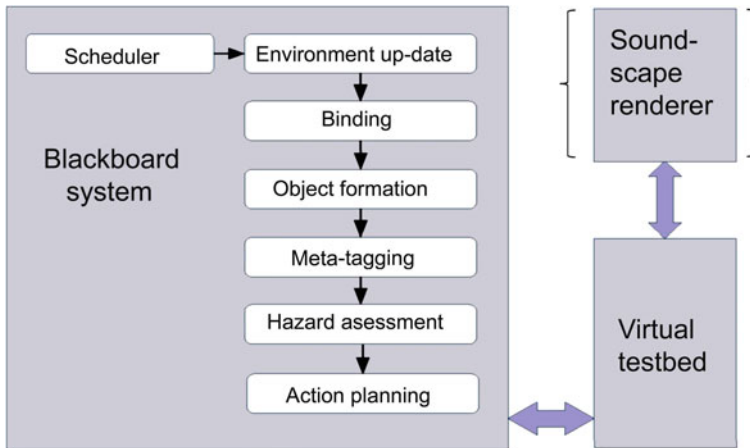 Scheduler
Environment up-date
Binding
Blackboard
system
Object formation
Meta-tagging
Hazard asessment
Action planning
Sound-
scape
renderer
Virtual
testbed